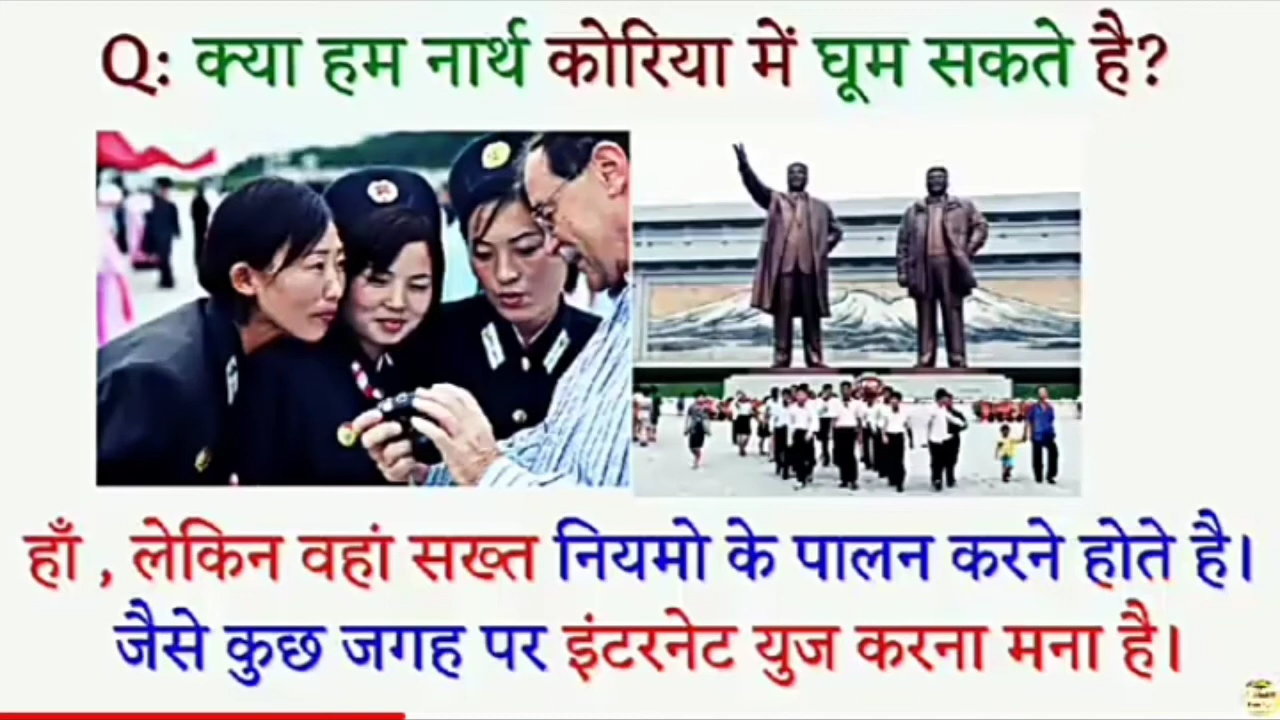 Q: क्या हम नार्थ कोरिया में घूम सकते है?
हाँ , लेकिन वहां सख्त नियमो के पालन करने होते है।
जैसे कुछ जगह पर इंटरनेट युज करना मना है।